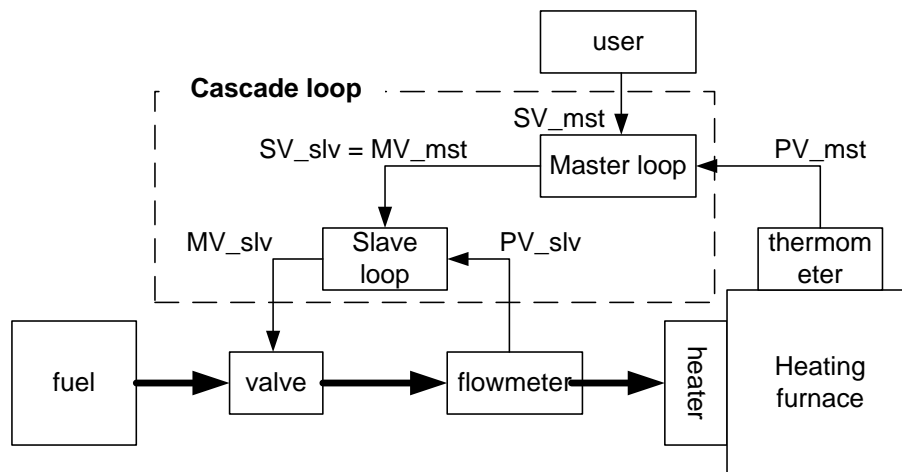 user
Cascade loop
SV_mst
SV_slv = MV_mst
Master loop
PV_mst
MV_slv
Slave
loop
PV_slv
thermom
eter
fuel
valve
flowmeter
heater
Heating
furnace